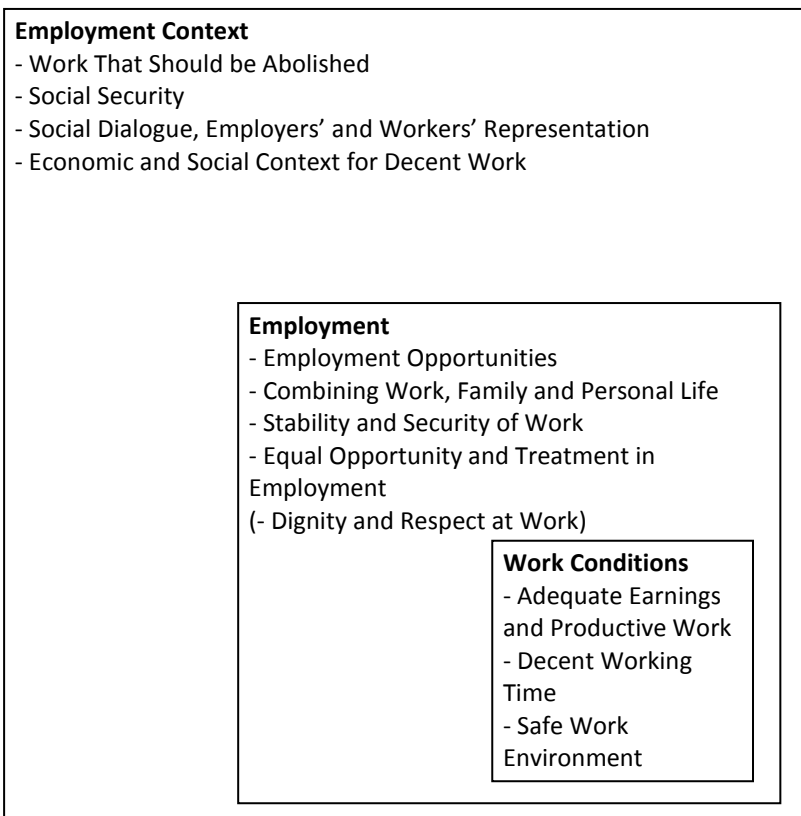 Employment Context
- Work That Should be Abolished
- Social Security
- Social Dialogue, Employers’ and Workers’ Representation
- Economic and Social Context for Decent Work
Employment
- Employment Opportunities
- Combining Work, Family and Personal Life
- Stability and Security of Work
- Equal Opportunity and Treatment in
Employment
(- Dignity and Respect at Work)
Work Conditions
- Adequate Earnings
and Productive Work
- Decent Working
Time
- Safe Work
Environment